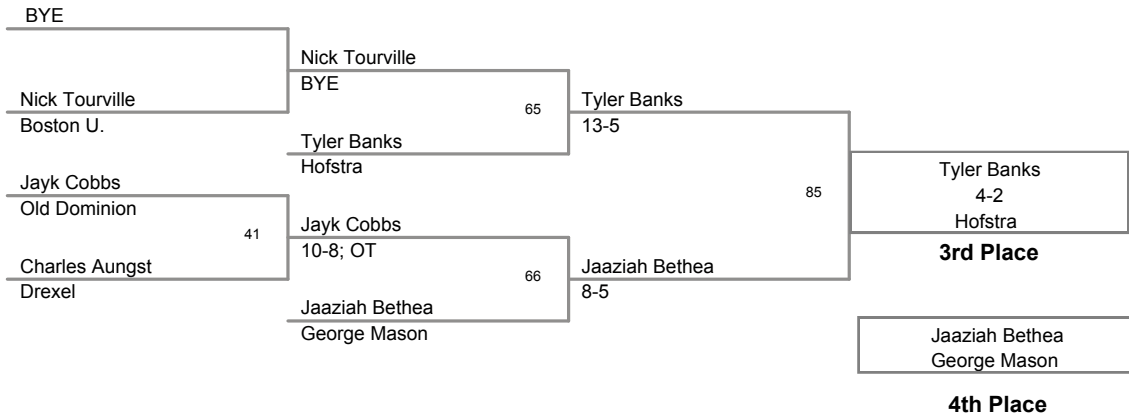 BYE
Nick Tourville
BYE
Nick Tourville
Boston U.
65
Tyler Banks
13-5
Tyler Banks
Hofstra
Jayk Cobbs
Old Dominion
41
Jayk Cobbs
10-8; OT
85
Tyler Banks
4-2
Hofstra
3rd Place
Charles Aungst
Drexel
66
Jaaziah Bethea
8-5
Jaaziah Bethea
George Mason
Jaaziah Bethea
George Mason
4th Place